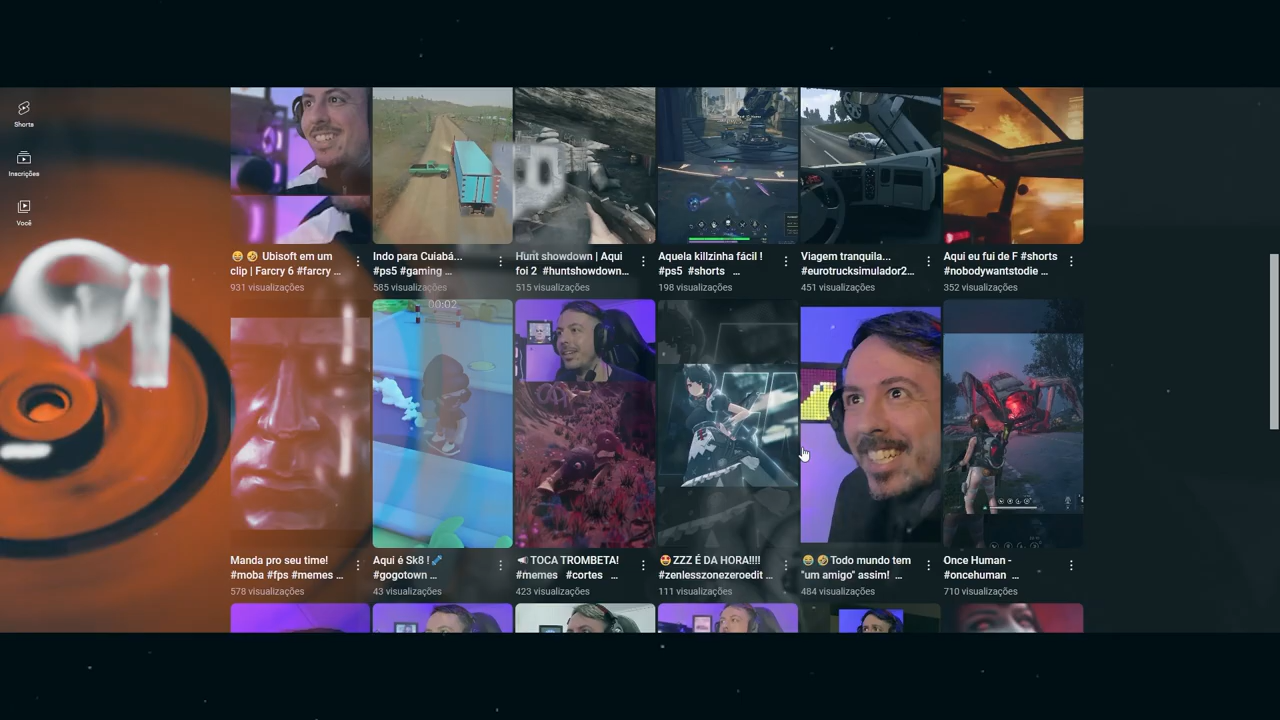 Shorts
Inscrições
Você
😂 🤣 Ubisoft em um
clip | Farcry 6 #farcry ...
931 visualizações
Indo para Cuiabá...
#ps5 #gaming ...
585 visualizações
Hunt showdown | Aqui
foi 2 #huntshowdown...
515 visualizações
Aquela killzinha fácil !
#ps5 #shorts ...
198 visualizações
Viagem tranquila...
#eurotrucksimulador2...
451 visualizações
Aqui eu fui de F #shorts
#nobodywantstodie ...
352 visualizações
00:02
Manda pro seu time!
#moba #fps #memes ...
578 visualizações
Aqui é Sk8 !
#gogotown ...
43 visualizações
📢 TOCA TROMBETA!
#memes #cortes ...
423 visualizações
🤩 ZZZ É DA HORA!!!!
#zenlesszonezeroedit ...
111 visualizações
😂 🤣 Todo mundo tem
"um amigo" assim! ...
484 visualizações
Once Human -
#oncehuman ...
710 visualizações